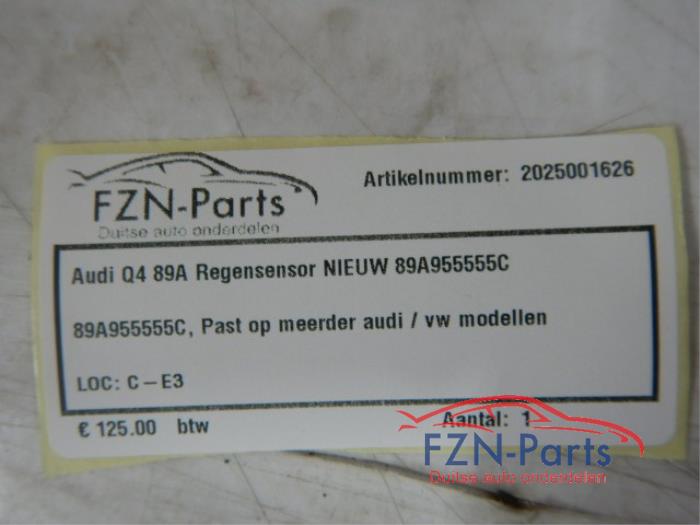 FZN-Parts
Duitse auto onderdelen
Artikelnummer: 2025001626
Audi Q4 89A Regensensor NIEUW 89A955555C
89A955555C, Past op meerder audi / vw modellen
LOC: C-E3
€ 125.00 btw
Aantal: 1
FZN-Parts
Duitse auto onderdelen